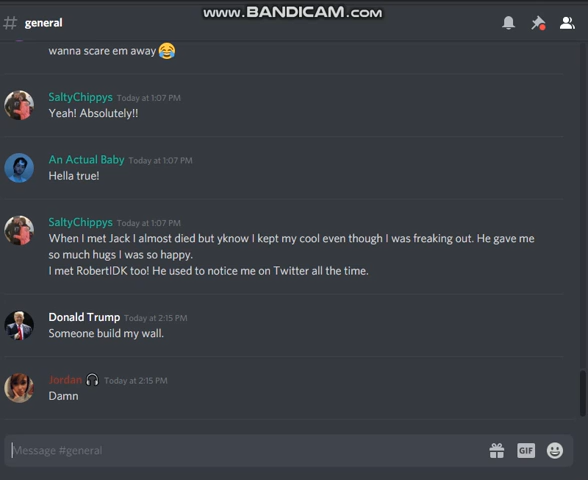 www.BANDICAM.com
# general
wanna scare em away 😂
SaltyChippys Today at 1:07 PM
Yeah! Absolutely!!
An Actual Baby Today at 1:07 PM
Hella true!
SaltyChippys Today at 1:07 PM
When I met Jack I almost died but yknow I kept my cool even though I was freaking out. He gave me
so much hugs I was so happy.
I met RobertIDK too! He used to notice me on Twitter all the time.
Donald Trump Today at 2:15 PM
Someone build my wall.
Jordan 🎧 Today at 2:15 PM
Damn
Message #general
GIF